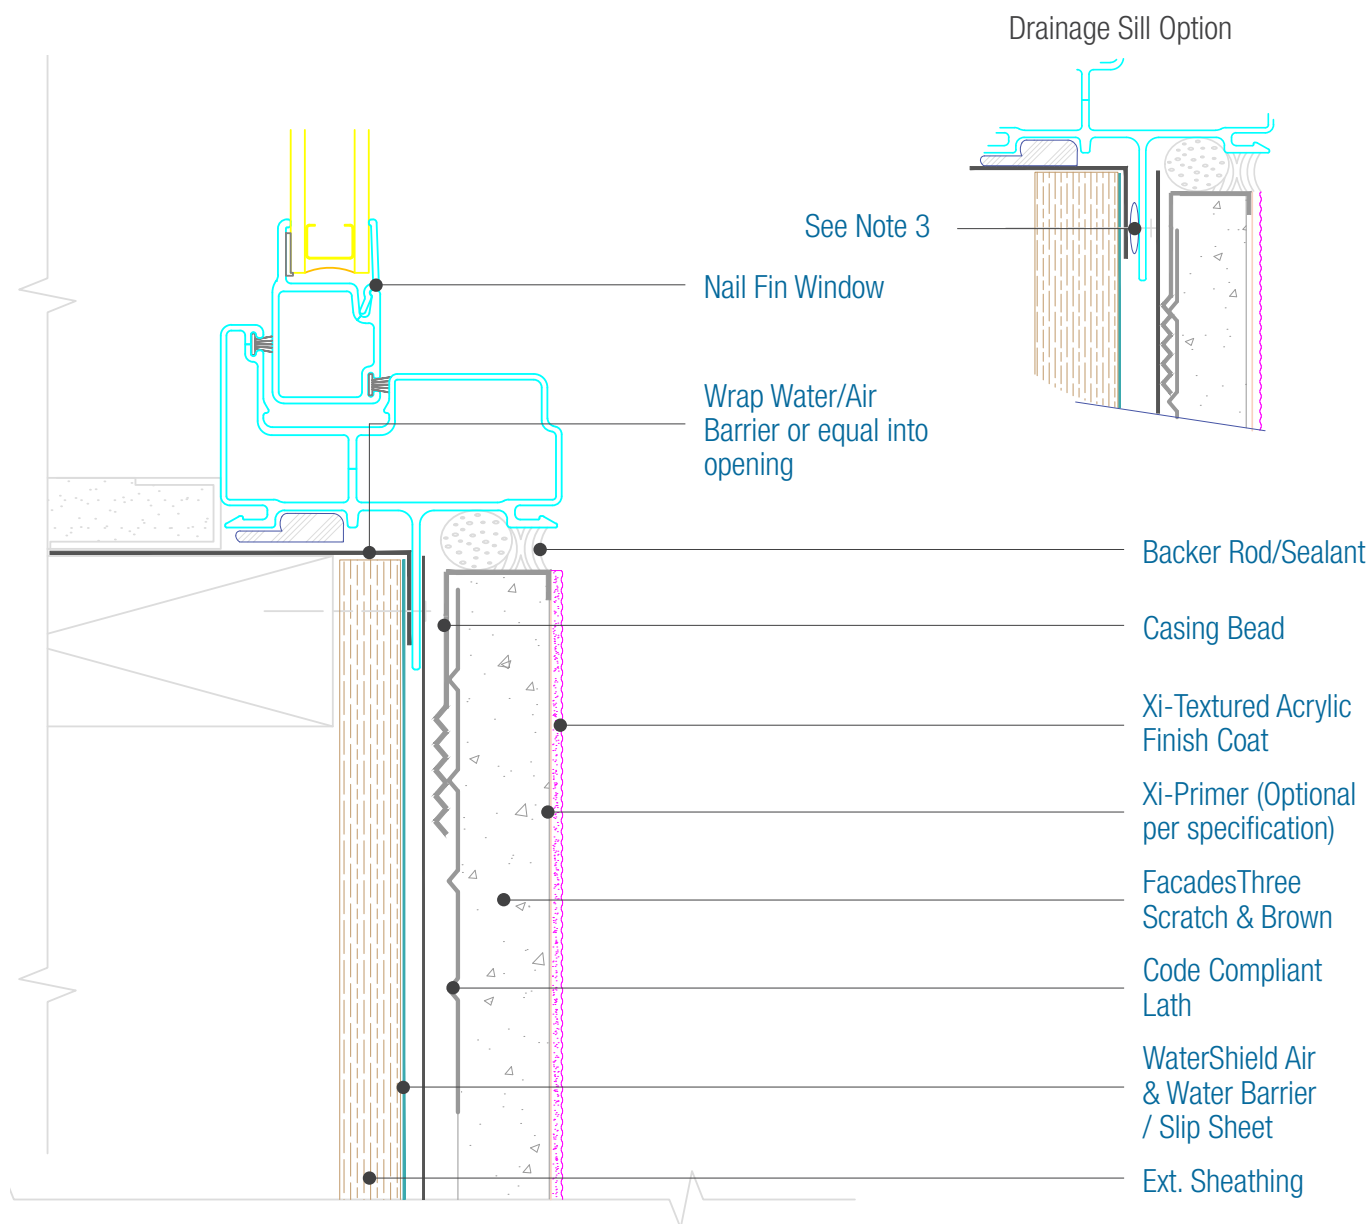 Drainage Sill Option
See Note 3
Nail Fin Window
Wrap Water/Air
Barrier or equal into
opening
Backer Rod/Sealant
Casing Bead
Xi-Textured Acrylic
Finish Coat
Xi-Primer (Optional
per specification)
FacadesThree
Scratch & Brown
Code Compliant
Lath
WaterShield Air
& Water Barrier
/ Slip Sheet
Ext. Sheathing